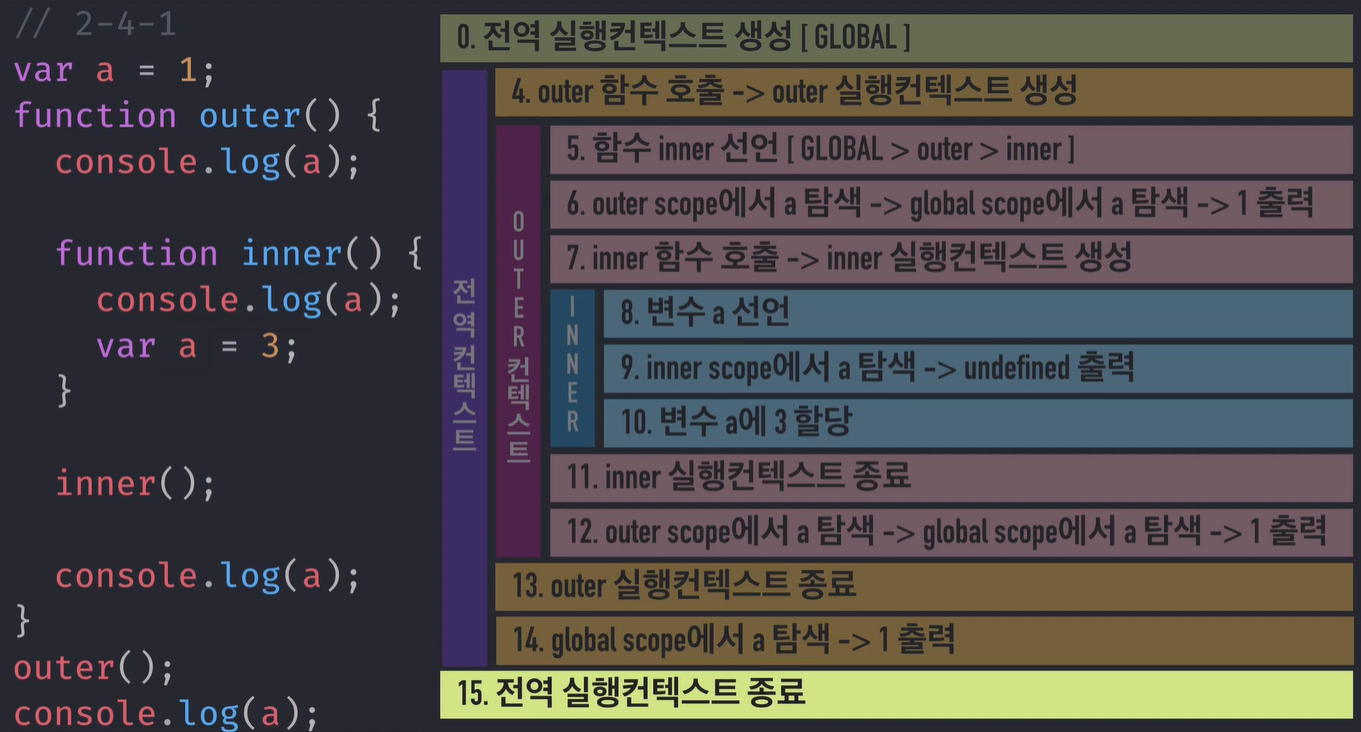 // 2-4-1
var a = 1;
function outer() {
console.log(a);
function inner() {
console.log(a);
var a = 3;
}
inner();
console.log(a);
}
outer();
console.log(a);
0. 전역 실행컨텍스트 생성 [ GLOBAL ]
전역컨텍스트
4. outer 함수 호출 -> outer 실행컨텍스트 생성
OUTER컨텍스트
5. 함수 inner 선언 [ GLOBAL > outer > inner ]
6. outer scope에서 a 탐색 -> global scope에서 a 탐색 -> 1 출력
7. inner 함수 호출 -> inner 실행컨텍스트 생성
INNER
8. 변수 a 선언
9. inner scope에서 a 탐색 -> undefined 출력
10. 변수 a에 3 할당
11. inner 실행컨텍스트 종료
12. outer scope에서 a 탐색 -> global scope에서 a 탐색 -> 1 출력
13. outer 실행컨텍스트 종료
14. global scope에서 a 탐색 -> 1 출력
15. 전역 실행컨텍스트 종료